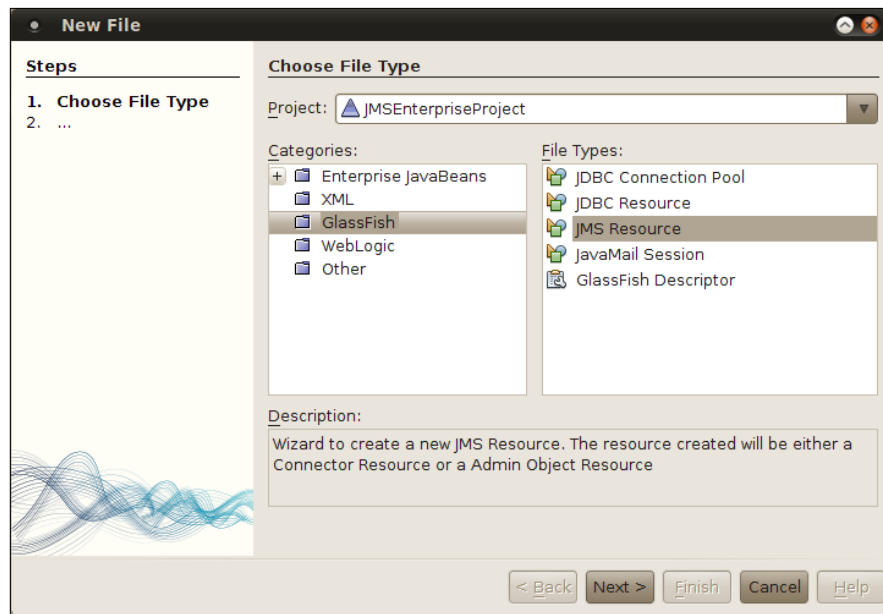 New File
Steps
1. Choose File Type
2. ...
Choose File Type
Project: JMSEnterpriseProject
Categories:
Enterprise JavaBeans
XML
GlassFish
WebLogic
Other
File Types:
JDBC Connection Pool
JDBC Resource
JMS Resource
JavaMail Session
GlassFish Descriptor
Description:
Wizard to create a new JMS Resource. The resource created will be either a
Connector Resource or a Admin Object Resource
< Back Next > Finish Cancel Help